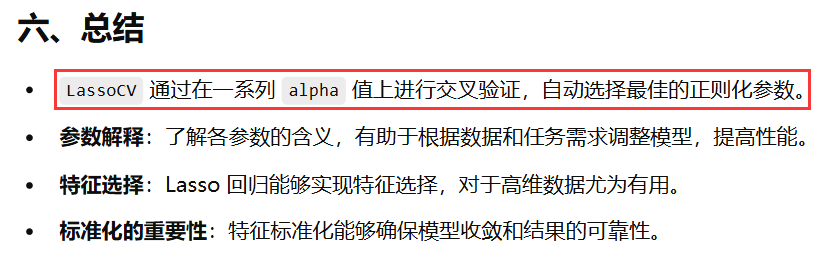 六、总结
LassoCV 通过在一系列 alpha 值上进行交叉验证，自动选择最佳的正则化参数。
参数解释：了解各参数的含义，有助于根据数据和任务需求调整模型，提高性能。
特征选择：Lasso 回归能够实现特征选择，对于高维数据尤为有用。
标准化的重要性：特征标准化能够确保模型收敛和结果的可靠性。